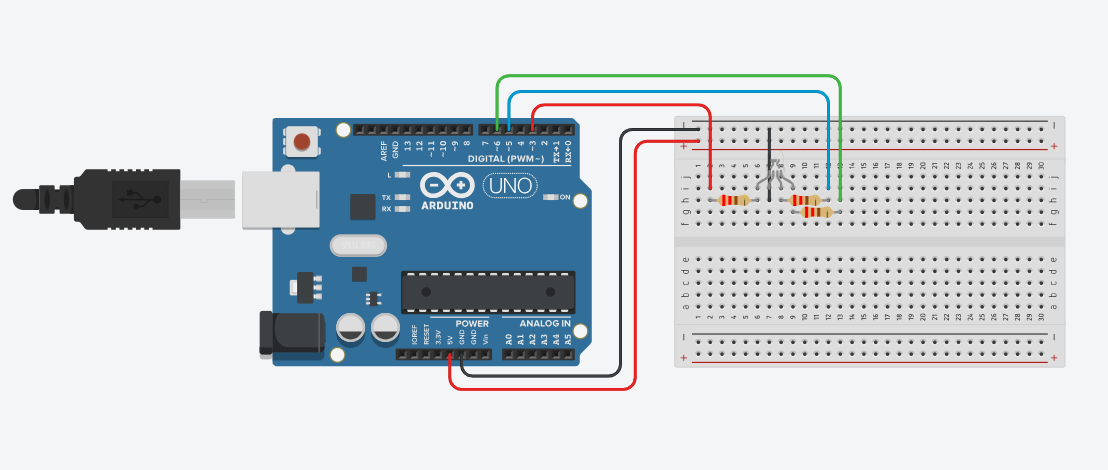 AREF
GND
13
12
~11
~10
~9
8
7
~6
~5
4
~3
2
TX→1
RX←0
DIGITAL (PWM~)
L
TX
RX
UNO
ON
ARDUINO
POWER
ANALOG IN
IOREF
RESET
3.3V
5V
GND
GND
Vin
A0
A1
A2
A3
A4
A5
− −
+ +
1 2 3 4 5 6 7 8 9 10 11 12 13 14 15 16 17 18 19 20 21 22 23 24 25 26 27 28 29 30
j j
i i
h h
g g
f f
e e
d d
c c
b b
a a
1 2 3 4 5 6 7 8 9 10 11 12 13 14 15 16 17 18 19 20 21 22 23 24 25 26 27 28 29 30
− −
+ +